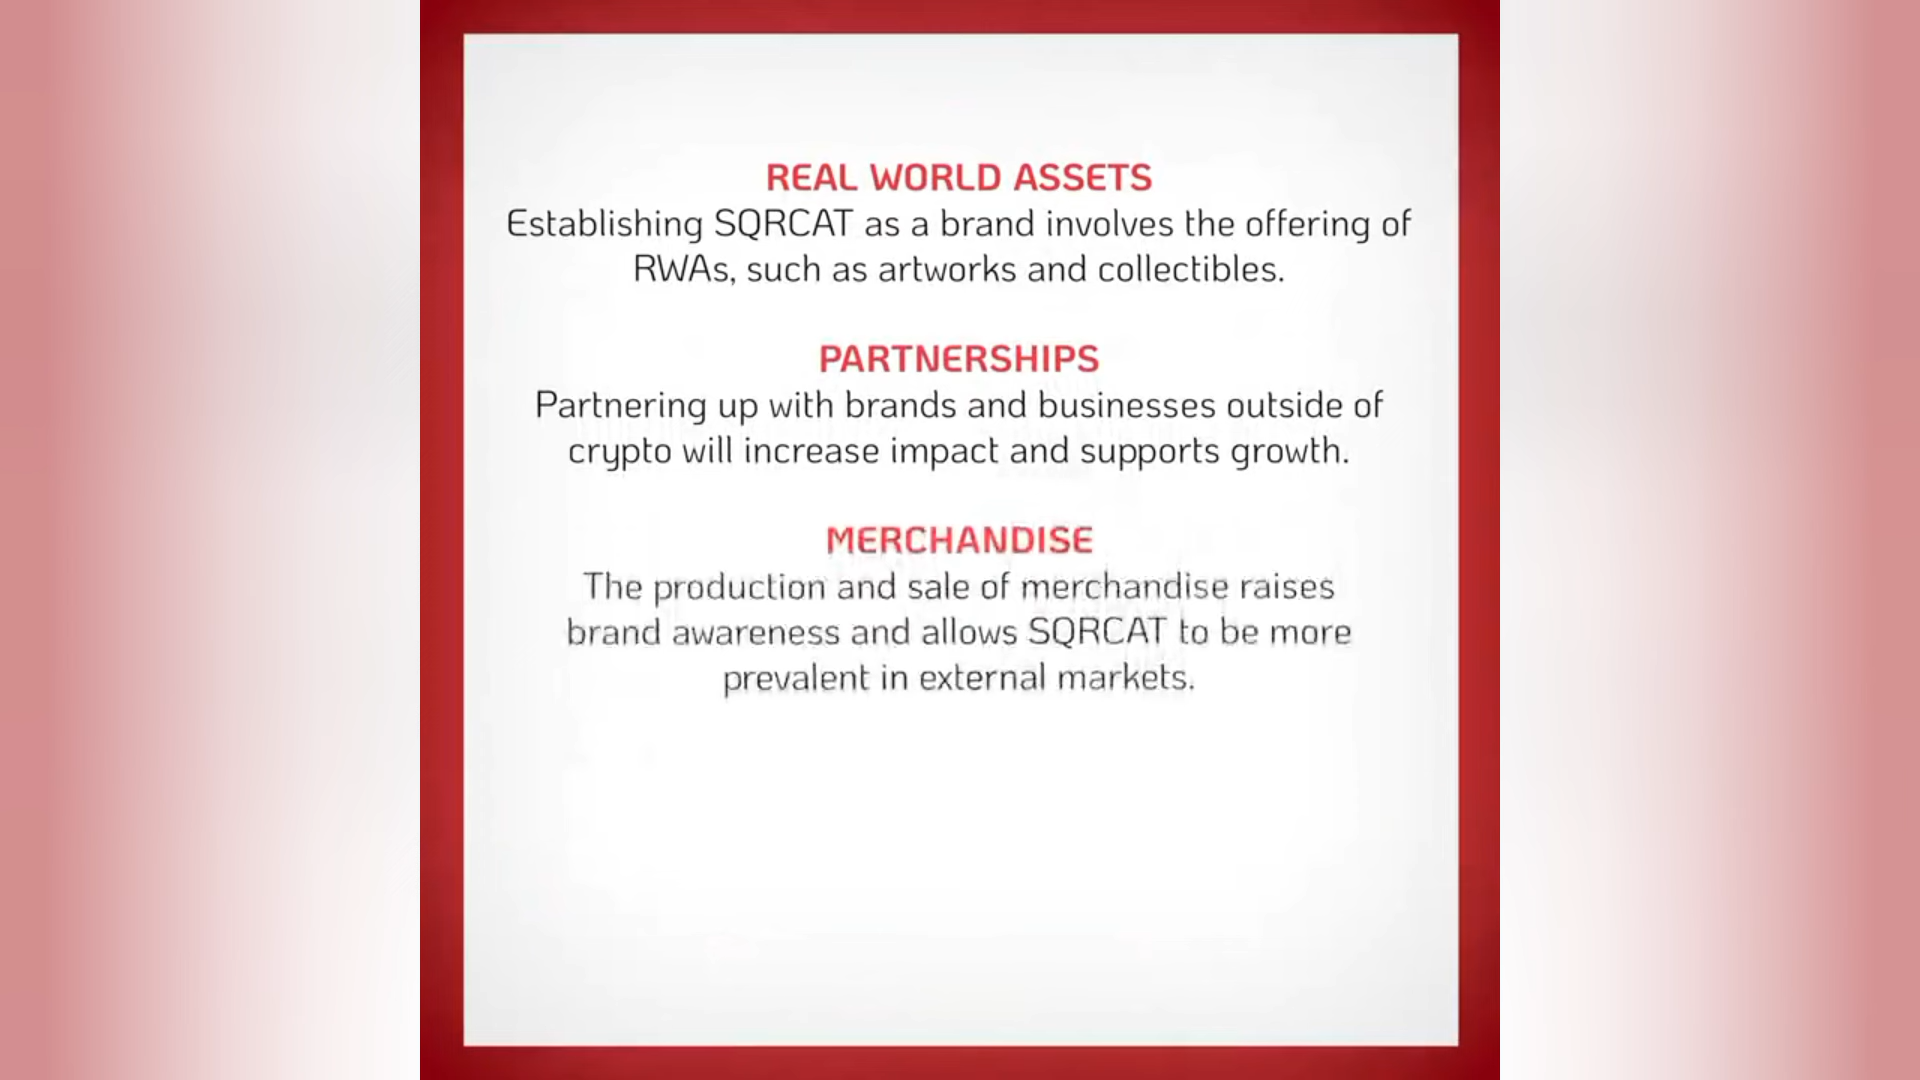 REAL WORLD ASSETS
Establishing SQRCAT as a brand involves the offering of
RWAs, such as artworks and collectibles.
PARTNERSHIPS
Partnering up with brands and businesses outside of
crypto will increase impact and supports growth.
MERCHANDISE
The production and sale of merchandise raises
brand awareness and allows SQRCAT to be more
prevalent in external markets.